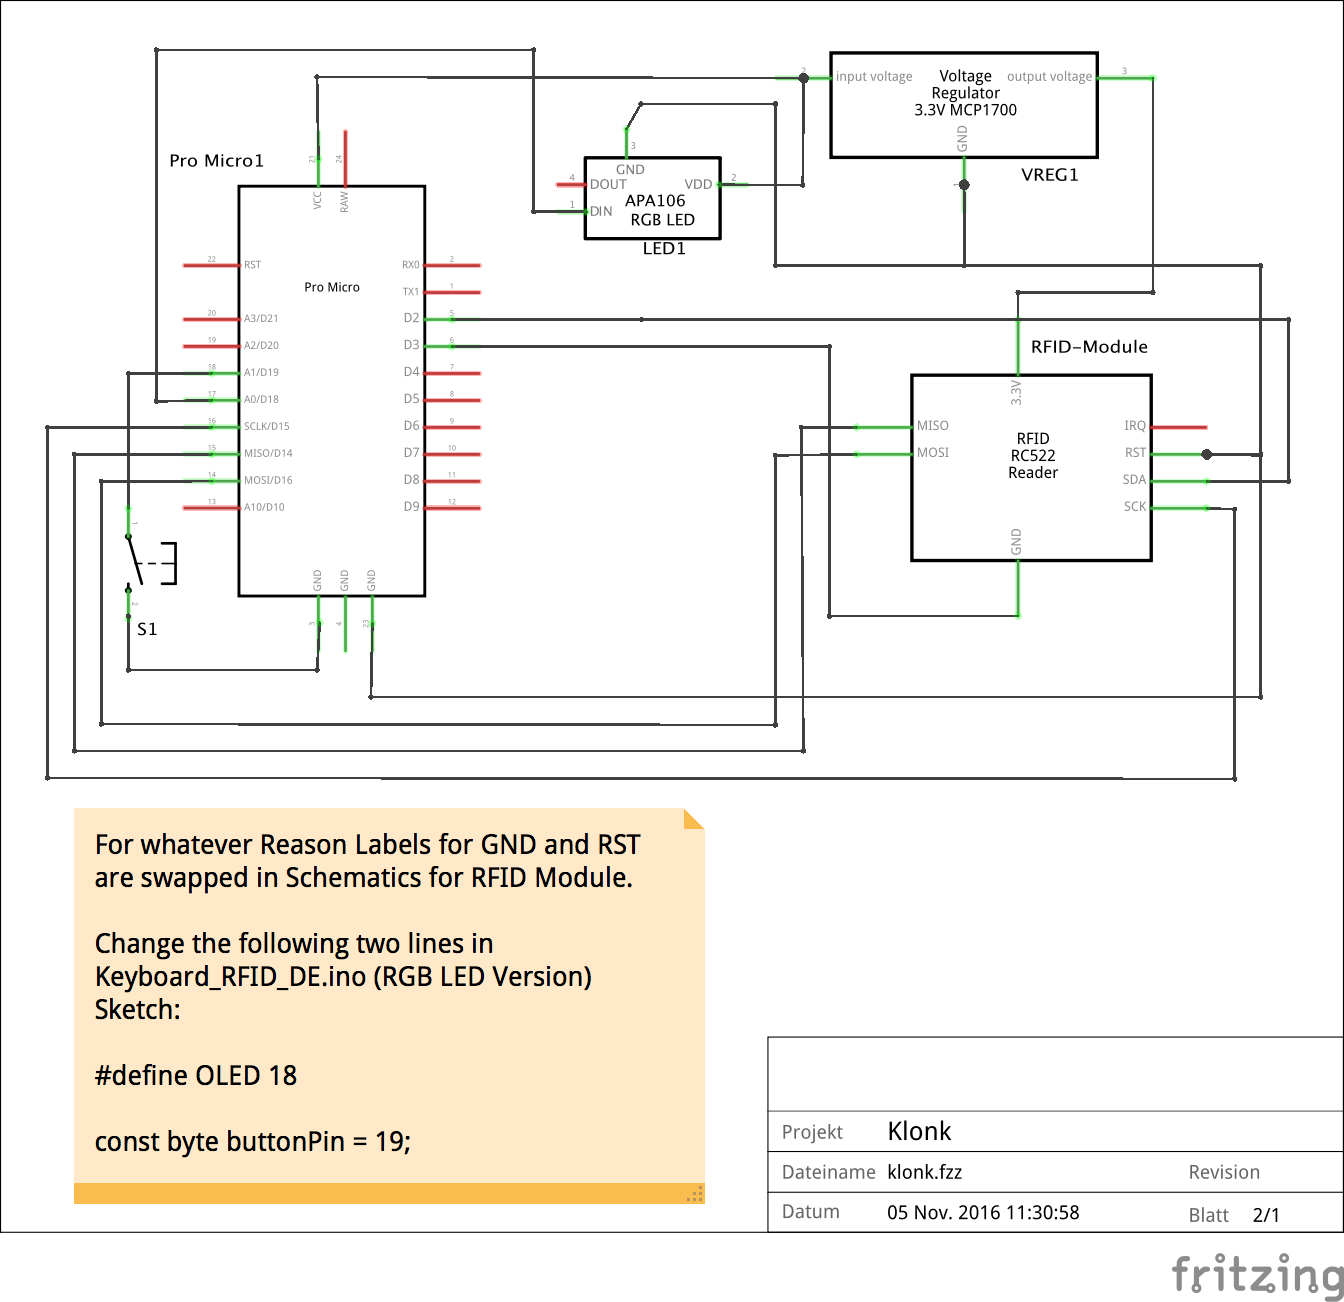 Pro Micro1
21
24
VCC
RAW
22
RST
20
A3/D21
19
A2/D20
18
A1/D19
17
A0/D18
16
SCLK/D15
15
MISO/D14
14
MOSI/D16
13
A10/D10
Pro Micro
RX0
2
TX1
1
D2
5
D3
6
D4
7
D5
8
D6
9
D7
10
D8
11
D9
12
GND
GND
GND
3
4
23
1
2
S1
3
GND
4
DOUT
VDD
2
APA106
1
DIN
RGB LED
LED1
2
input voltage
Voltage
output voltage
3
Regulator
3.3V MCP1700
GND
1
VREG1
RFID-Module
3.3V
MISO
MOSI
RFID
RC522
Reader
IRQ
RST
SDA
SCK
GND
For whatever Reason Labels for GND and RST
are swapped in Schematics for RFID Module.
Change the following two lines in
Keyboard_RFID_DE.ino (RGB LED Version)
Sketch:
#define OLED 18
const byte buttonPin = 19;
Projekt Klonk
Dateiname klonk.fzz Revision
Datum 05 Nov. 2016 11:30:58 Blatt 2/1
fritzing